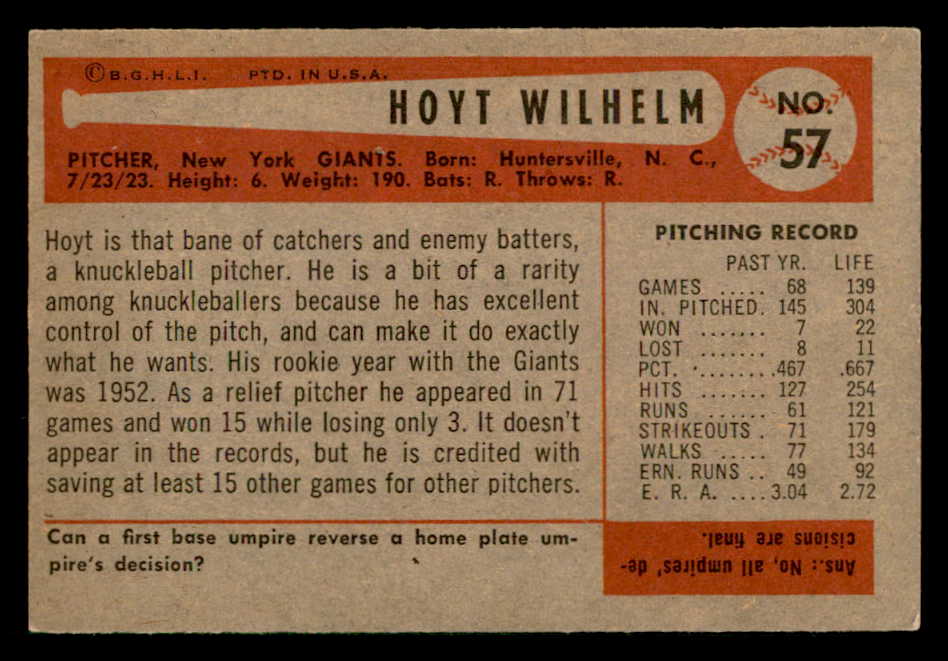 ©B.G.H.L.I. PTD. IN U.S.A.
HOYT WILHELM
NO.
57
PITCHER, New York GIANTS. Born: Huntersville, N. C.,
7/23/23. Height: 6. Weight: 190. Bats: R. Throws: R.
Hoyt is that bane of catchers and enemy batters,
a knuckleball pitcher. He is a bit of a rarity
among knuckleballers because he has excellent
control of the pitch, and can make it do exactly
what he wants. His rookie year with the Giants
was 1952. As a relief pitcher he appeared in 71
games and won 15 while losing only 3. It doesn't
appear in the records, but he is credited with
saving at least 15 other games for other pitchers.
PITCHING RECORD
PAST YR. LIFE
GAMES ..... 68 139
IN. PITCHED. 145 304
WON ....... 7 22
LOST ....... 8 11
PCT. ........ .467 .667
HITS ....... 127 254
RUNS ...... 61 121
STRIKEOUTS . 71 179
WALKS ..... 77 134
ERN. RUNS .. 49 92
E. R. A. .... 3.04 2.72
Can a first base umpire reverse a home plate um-
pire's decision?
Ans.: No, all umpires' de-
cisions are final.